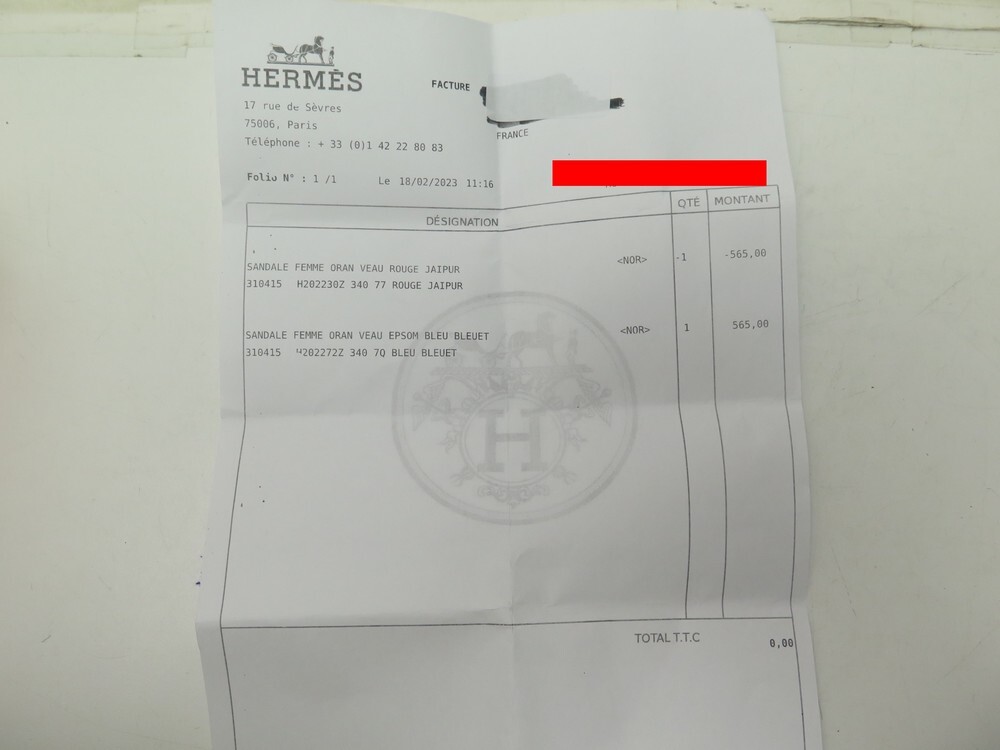 HERMÈS
17 rue de Sèvres
75006, Paris
Téléphone : + 33 (0)1 42 22 80 83
FACTURE
FRANCE
Folio N° : 1 /1 Le 18/02/2023 11:16
DÉSIGNATION QTÉ MONTANT
SANDALE FEMME ORAN VEAU ROUGE JAIPUR <NOR> -1 -565,00
310415 H202230Z 340 77 ROUGE JAIPUR
SANDALE FEMME ORAN VEAU EPSOM BLEU BLEUET <NOR> 1 565,00
310415 H202272Z 340 7Q BLEU BLEUET
H
TOTAL T.T.C 0,00